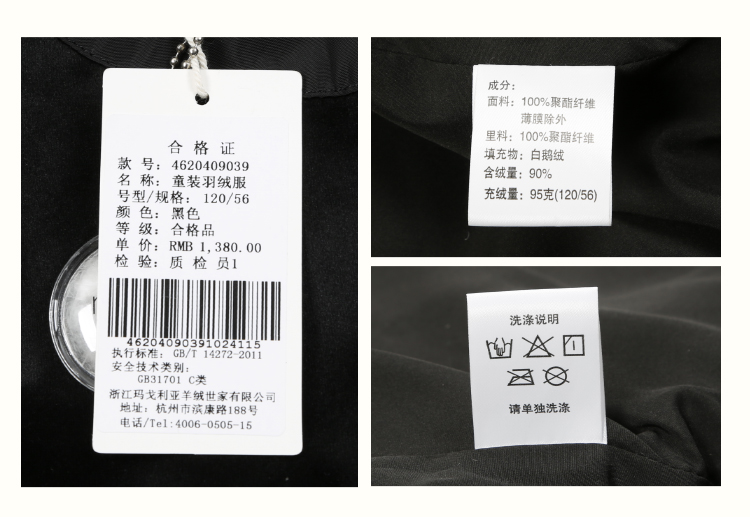 合格证
款 号: 4620409039
名 称: 童装羽绒服
号型/规格: 120/56
颜 色: 黑色
等 级: 合格品
单 价: RMB 1,380.00
检 验: 质 检 员1
46204090391024115
执行标准: GB/T 14272-2011
安全技术类别:
GB31701 C类
浙江玛戈利亚羊绒世家有限公司
地址: 杭州市滨康路188号
电话/Tel:4006-0505-15
成分:
面料: 100%聚酯纤维
薄膜除外
里料: 100%聚酯纤维
填充物: 白鹅绒
含绒量: 90%
充绒量: 95克(120/56)
洗涤说明
请单独洗涤